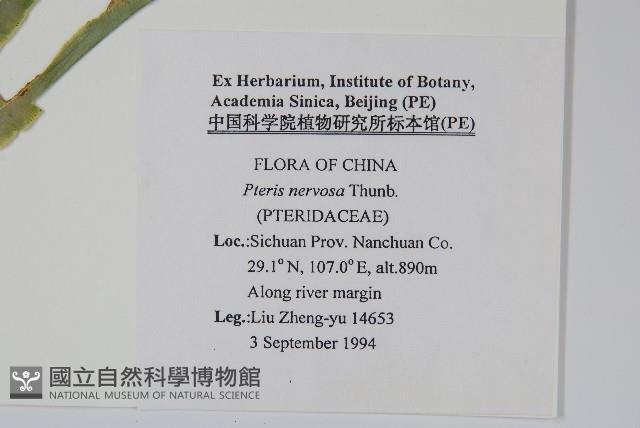 Ex Herbarium, Institute of Botany,
Academia Sinica, Beijing (PE)
中国科学院植物研究所标本馆(PE)
FLORA OF CHINA
Pteris nervosa Thunb.
(PTERIDACEAE)
Loc.:Sichuan Prov. Nanchuan Co.
29.1° N, 107.0° E, alt.890m
Along river margin
Leg.:Liu Zheng-yu 14653
3 September 1994
國立自然科學博物館
NATIONAL MUSEUM OF NATURAL SCIENCE